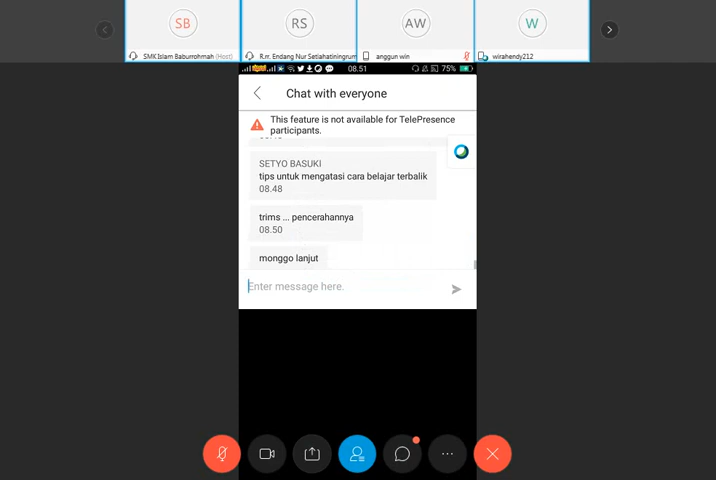 SB
RS
AW
W
SMK Islam Baburrohmah (Host)
R.rr. Endang Nur Setiahatiningrum
anggun win
wirahendy212
08.51
75%
Chat with everyone
This feature is not available for TelePresence
participants.
SETYO BASUKI
tips untuk mengatasi cara belajar terbalik
08.48
trims ... pencerahannya
08.50
monggo lanjut
Enter message here.